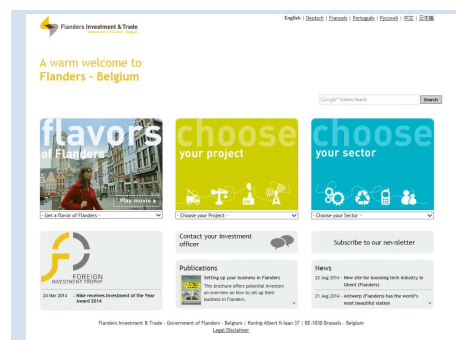 Flanders Investment & Trade
English | Deutsch | Français | Português | Русский | 中文 | 日本語
A warm welcome to
Flanders - Belgium
Google™ Custom Search
Search
flavors
of Flanders
Play movie
choose
your project
choose
your sector
- Get a flavor of Flanders -
- Choose your Project -
- Choose your Sector -
FOREIGN
INVESTMENT TROPHY
24 Mar 2014 - Nike receives Investment of the Year
Award 2014
Contact your Investment
officer
Subscribe to our newsletter
Publications
Setting up your business in Flanders
This brochure offers potential investors
an overview on how to set up their
business in Flanders.
News
22 Aug 2014 - New site for booming tech industry in
Ghent (Flanders)
21 Aug 2014 - Antwerp (Flanders) has the world's
most beautiful station
Flanders Investment & Trade - Government of Flanders - Belgium | Koning Albert II-laan 37 | BE-1030 Brussels - Belgium
Legal Disclaimer